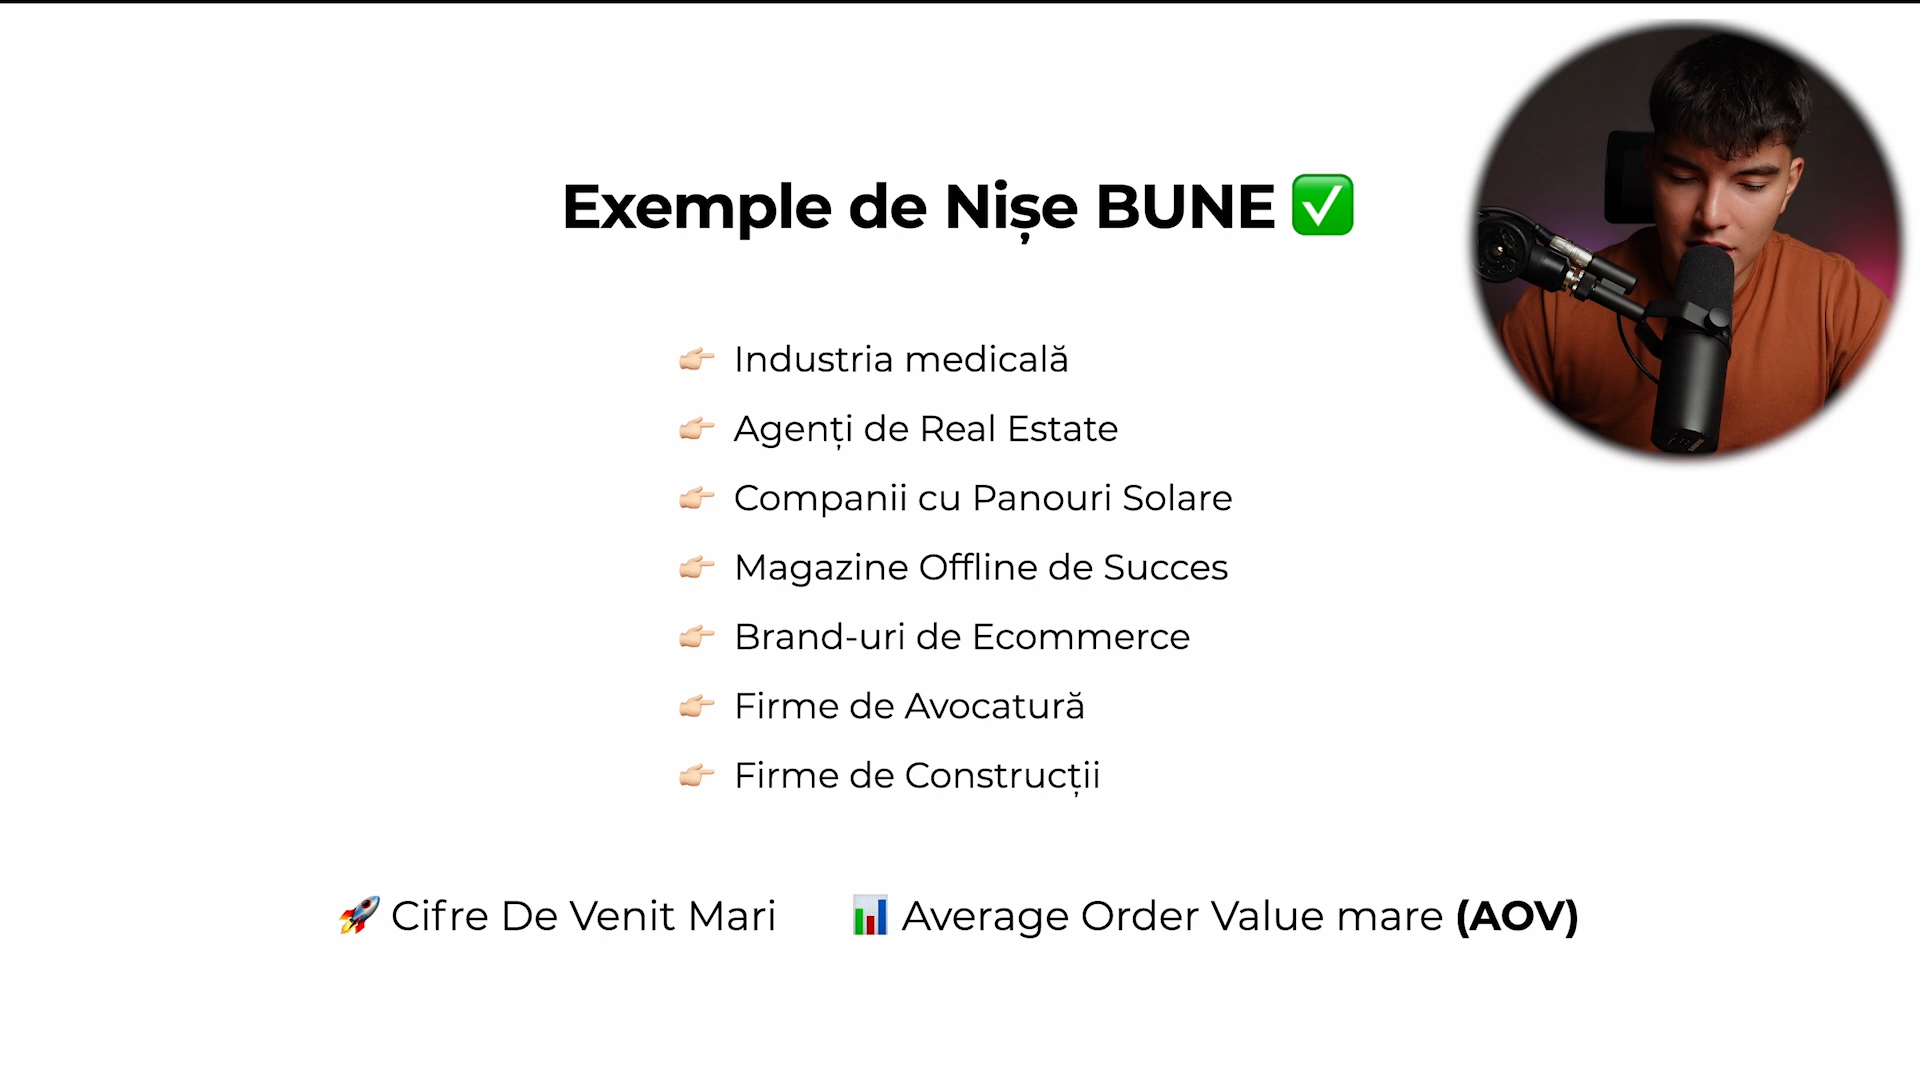 Exemple de Nișe BUNE ✅
👉🏻 Industria medicală
👉🏻 Agenți de Real Estate
👉🏻 Companii cu Panouri Solare
👉🏻 Magazine Offline de Succes
👉🏻 Brand-uri de Ecommerce
👉🏻 Firme de Avocatură
👉🏻 Firme de Construcții
🚀 Cifre De Venit Mari 📊 Average Order Value mare (AOV)